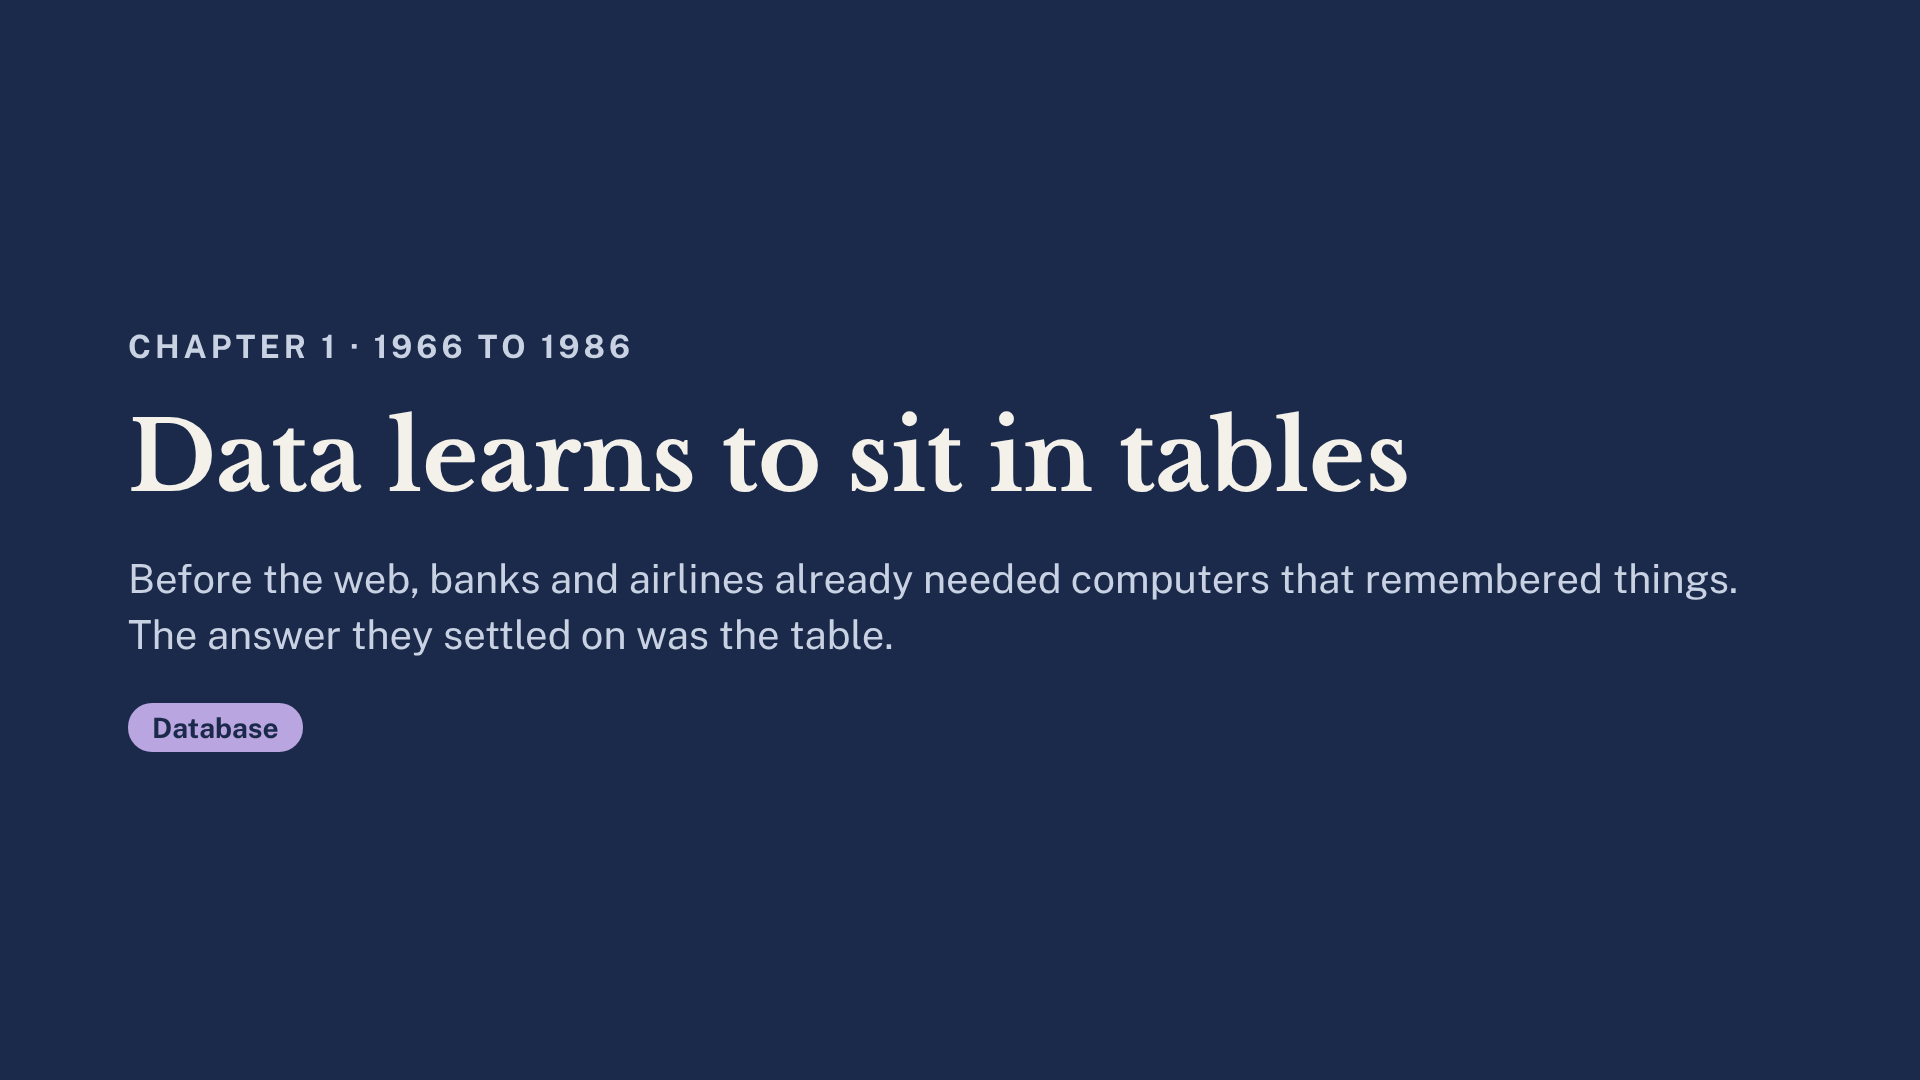 CHAPTER 1 · 1966 TO 1986
Data learns to sit in tables
Before the web, banks and airlines already needed computers that remembered things.
The answer they settled on was the table.
Database